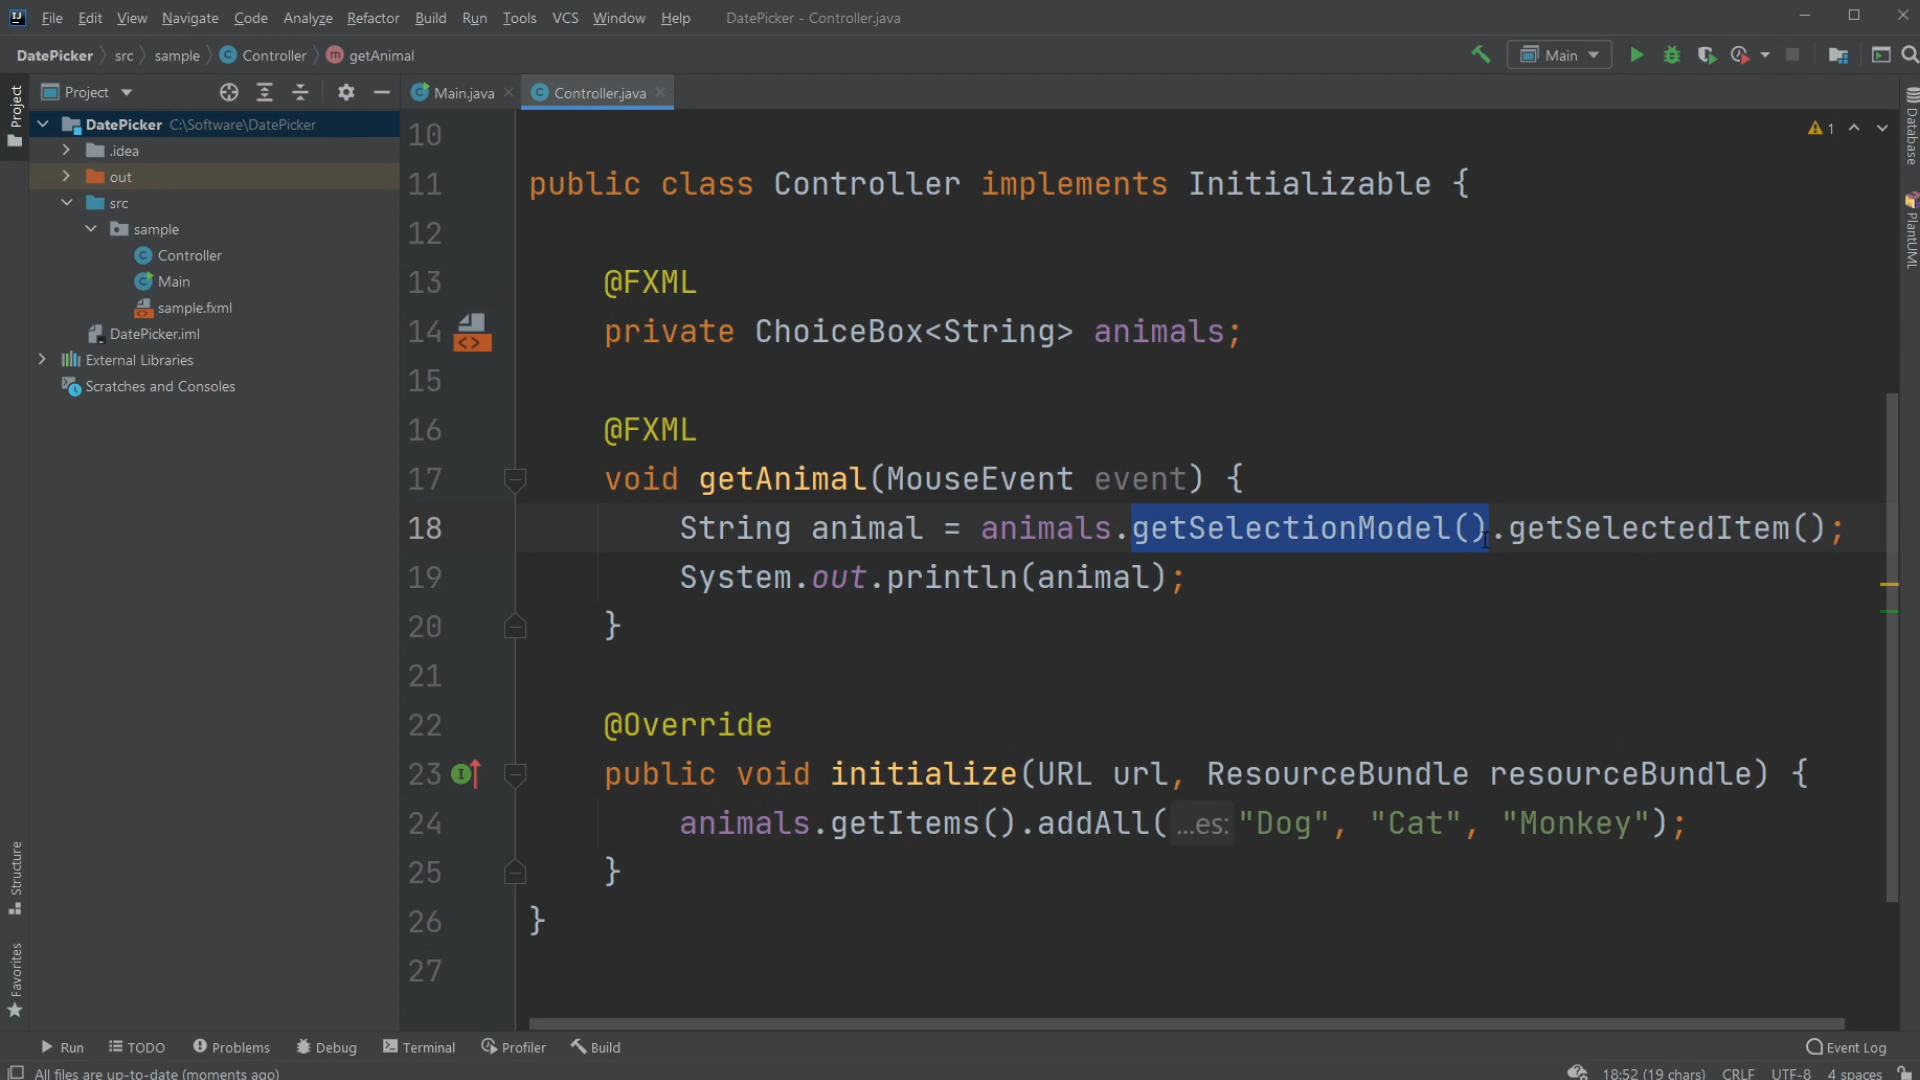 File Edit View Navigate Code Analyze Refactor Build Run Tools VCS Window Help DatePicker - Controller.java
DatePicker src sample Controller getAnimal Main
Project Main.java Controller.java
DatePicker C:\Software\DatePicker
.idea
out
src
sample
Controller
Main
sample.fxml
DatePicker.iml
External Libraries
Scratches and Consoles
Project
Structure
Favorites
1
10
11 public class Controller implements Initializable {
12
13 @FXML
14 private ChoiceBox<String> animals;
15
16 @FXML
17 void getAnimal(MouseEvent event) {
18 String animal = animals.getSelectionModel().getSelectedItem();
19 System.out.println(animal);
20 }
21
22 @Override
23 public void initialize(URL url, ResourceBundle resourceBundle) {
24 animals.getItems().addAll(...es: "Dog", "Cat", "Monkey");
25 }
26 }
27
Database
PlantUML
Run TODO Problems Debug Terminal Profiler Build Event Log
All files are up-to-date (moments ago) 18:52 (19 chars) CRLF UTF-8 4 spaces